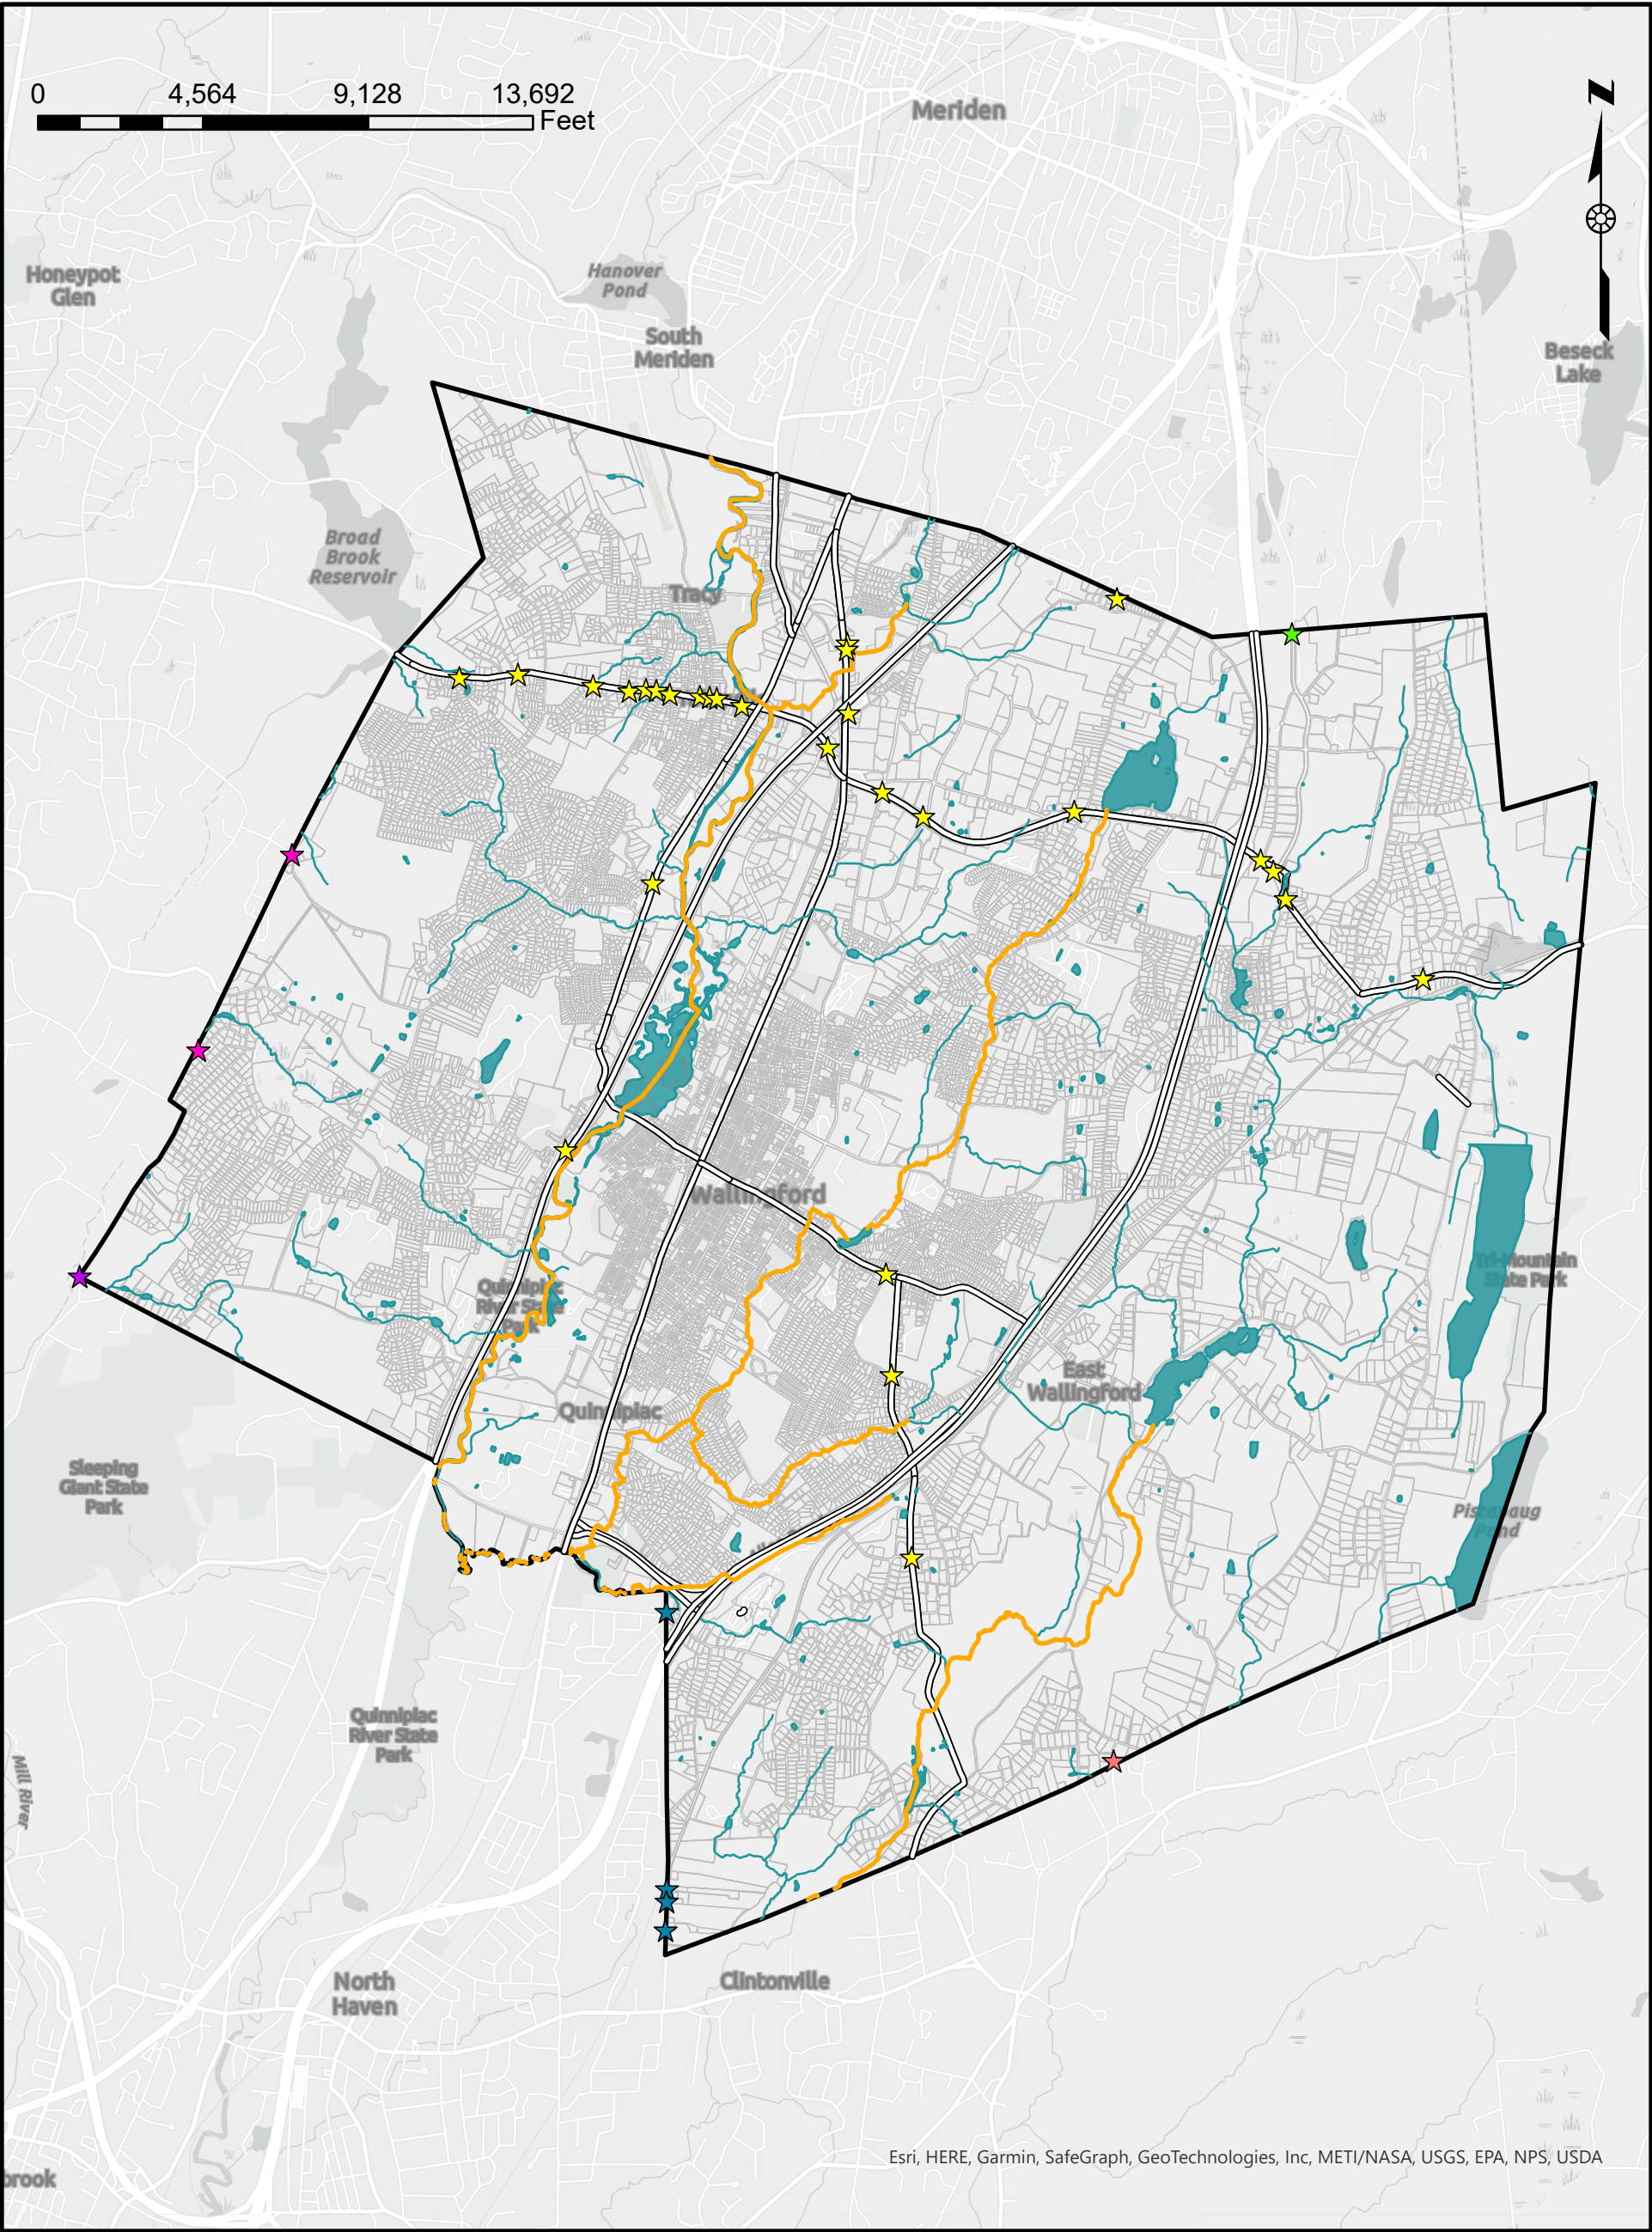 0 4,564 9,128 13,692
Feet
N
Meriden
Honeypot
Glen
Hanover
Pond
South
Meriden
Beseck
Lake
Broad
Brook
Reservoir
Tracy
Wallingford
Tri-Mountain
State Park
Quinnipiac
River State
Park
East
Wallingford
Quinnipiac
Sleeping
Giant State
Park
Pistapaug
Pond
Quinnipiac
River State
Park
Mill River
North
Haven
Clintonville
brook
Esri, HERE, Garmin, SafeGraph, GeoTechnologies, Inc, METI/NASA, USGS, EPA, NPS, USDA